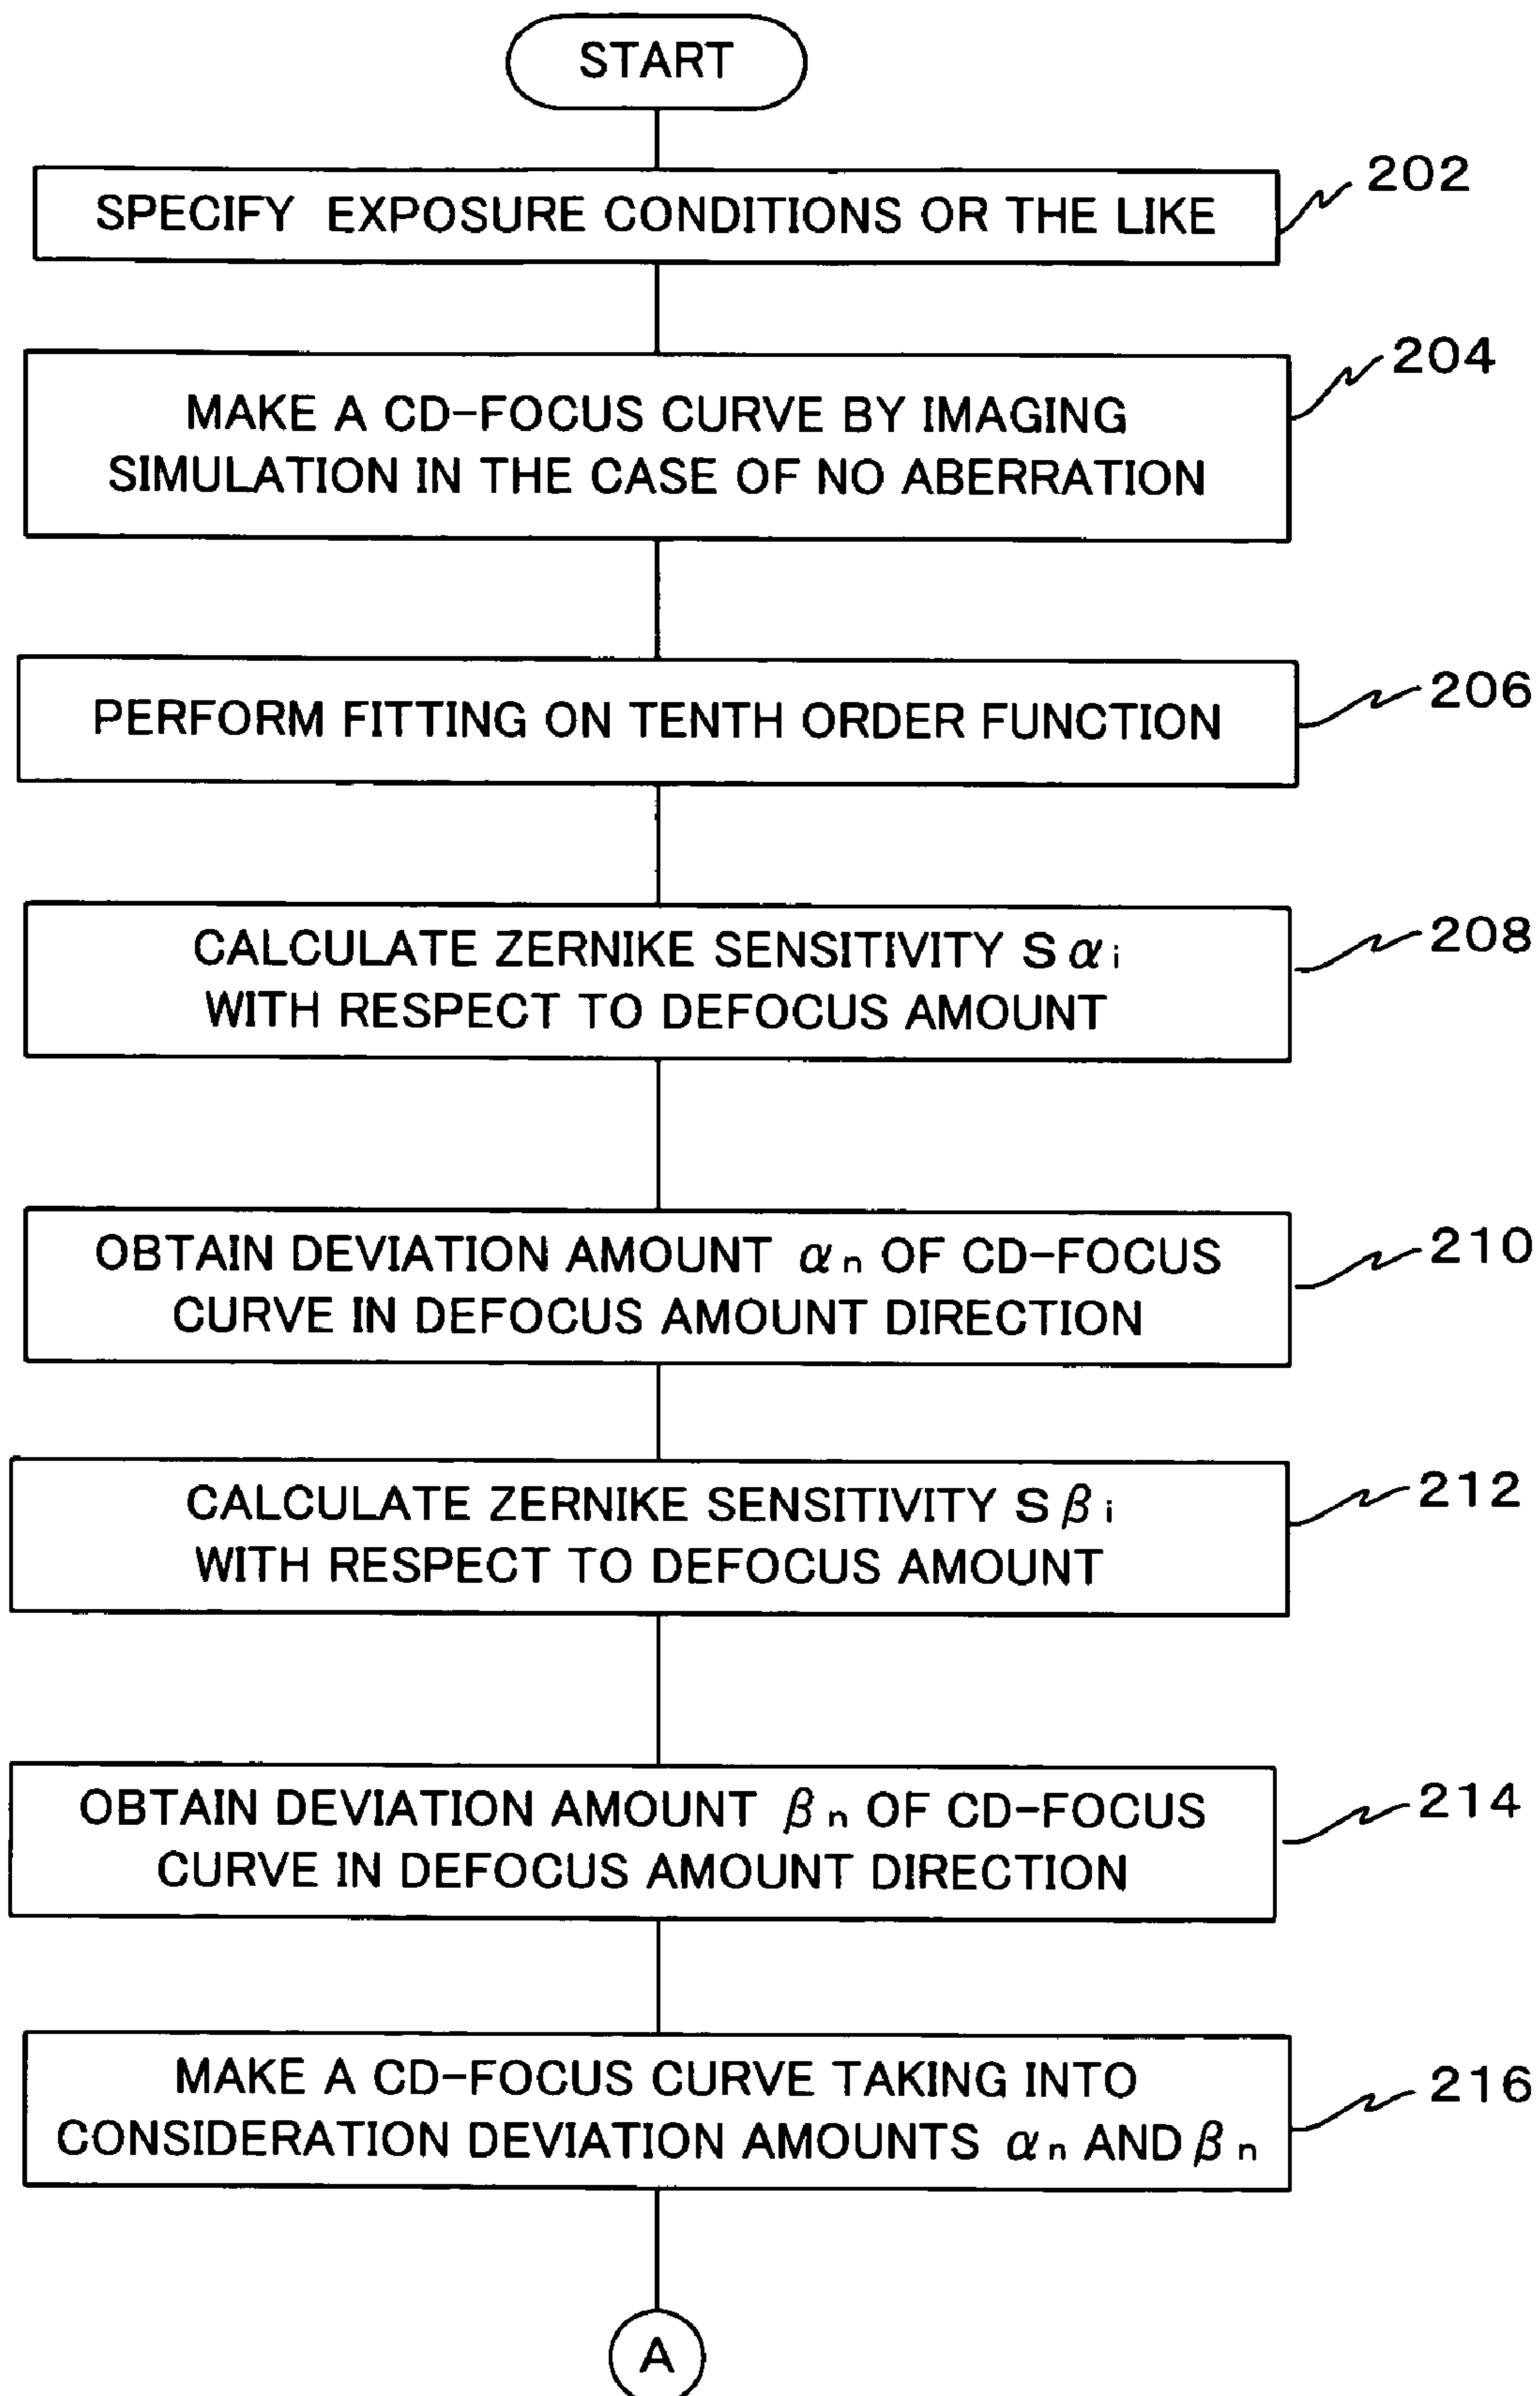 START
SPECIFY EXPOSURE CONDITIONS OR THE LIKE
202
MAKE A CD-FOCUS CURVE BY IMAGING
SIMULATION IN THE CASE OF NO ABERRATION
204
PERFORM FITTING ON TENTH ORDER FUNCTION
206
CALCULATE ZERNIKE SENSITIVITY S αi
WITH RESPECT TO DEFOCUS AMOUNT
208
OBTAIN DEVIATION AMOUNT αn OF CD-FOCUS
CURVE IN DEFOCUS AMOUNT DIRECTION
210
CALCULATE ZERNIKE SENSITIVITY S βi
WITH RESPECT TO DEFOCUS AMOUNT
212
OBTAIN DEVIATION AMOUNT βn OF CD-FOCUS
CURVE IN DEFOCUS AMOUNT DIRECTION
214
MAKE A CD-FOCUS CURVE TAKING INTO
CONSIDERATION DEVIATION AMOUNTS αn AND βn
216
A